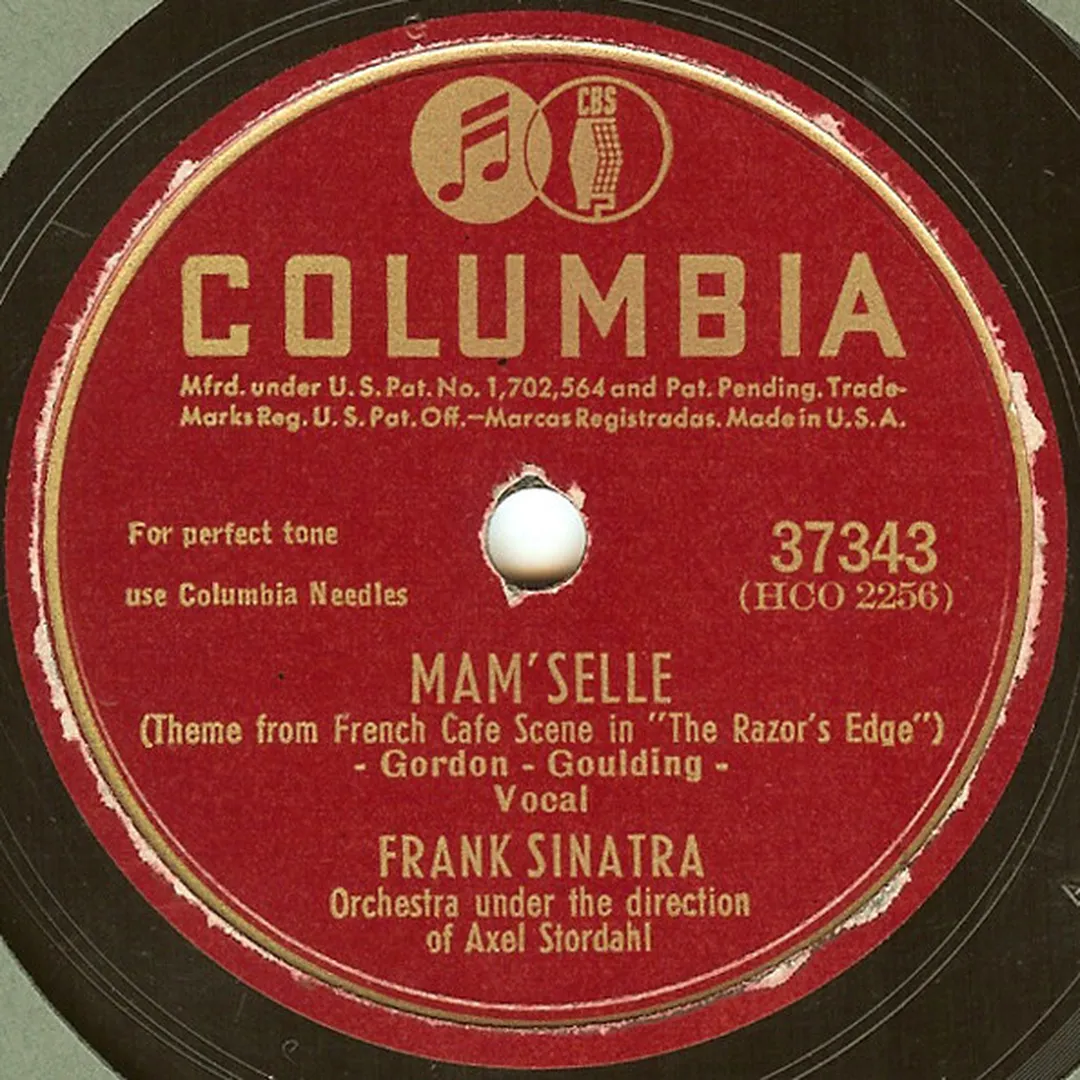 CBS
COLUMBIA
Mfrd. under U. S. Pat. No. 1,702,564 and Pat. Pending. Trade-
Marks Reg. U. S. Pat. Off.—Marcas Registradas. Made in U. S. A.
For perfect tone
use Columbia Needles
37343
(HCO 2256)
MAM'SELLE
(Theme from French Cafe Scene in "The Razor's Edge")
- Gordon - Goulding -
Vocal
FRANK SINATRA
Orchestra under the direction
of Axel Stordahl